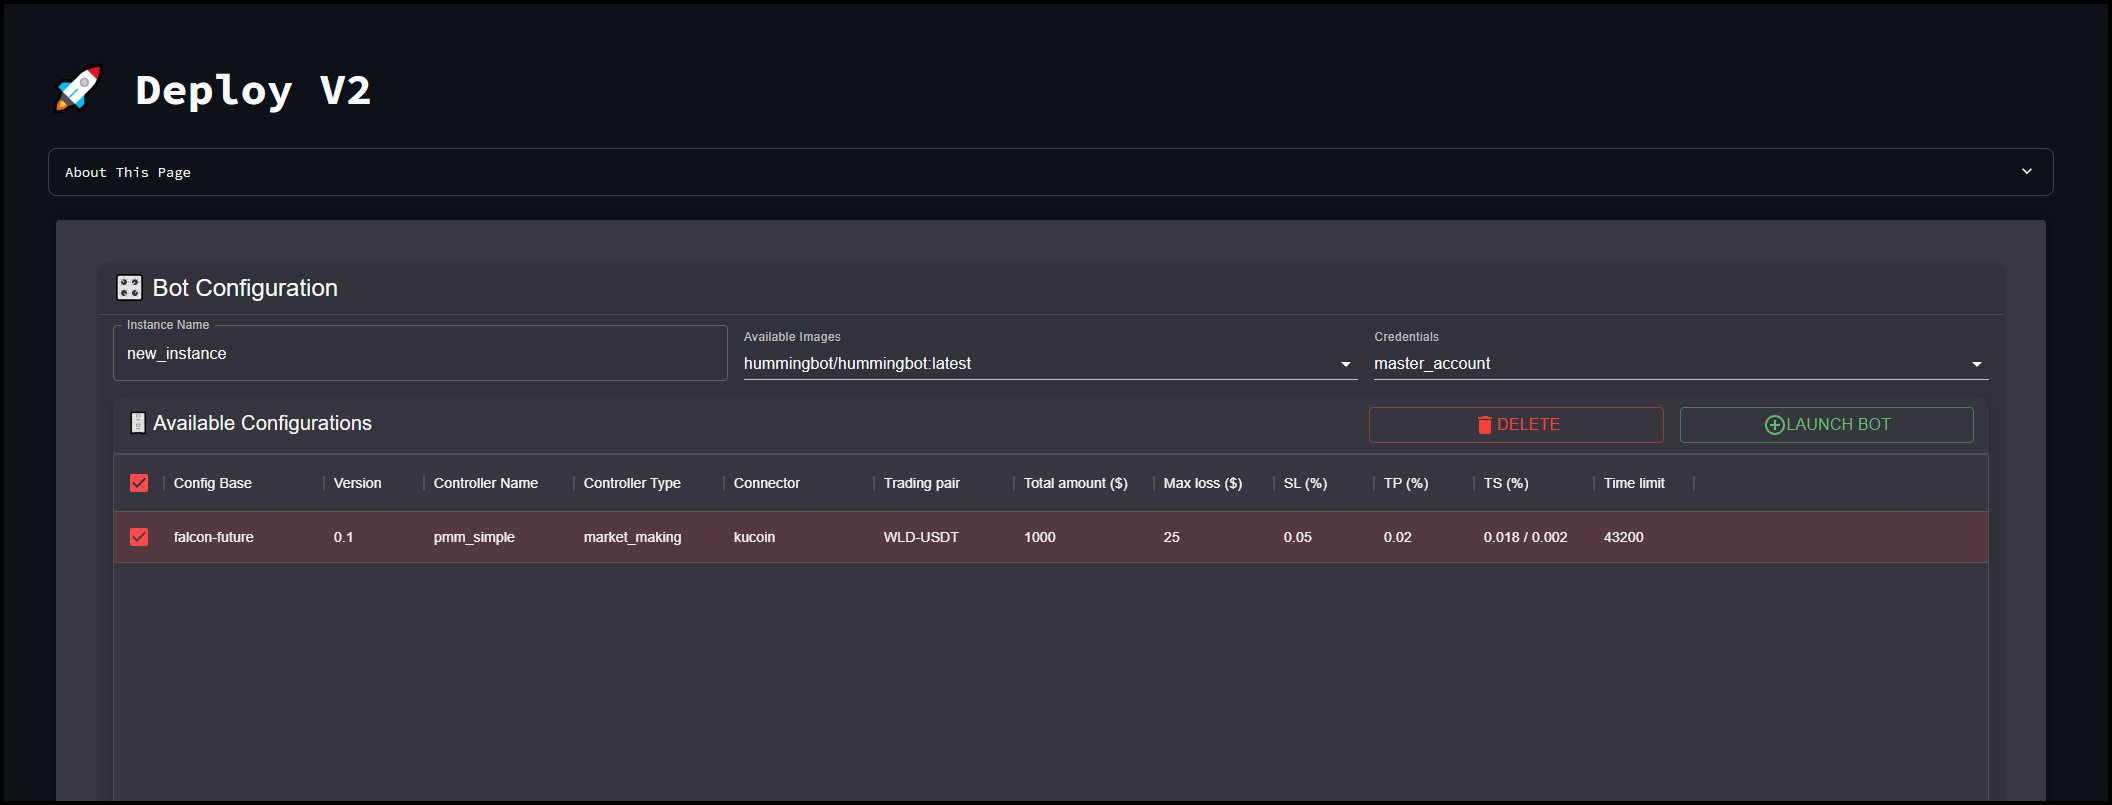 Deploy V2
About This Page
Bot Configuration
Instance Name
new_instance
Available Images
hummingbot/hummingbot:latest
Credentials
master_account
Available Configurations
DELETE
LAUNCH BOT
Config Base Version Controller Name Controller Type Connector Trading pair Total amount ($) Max loss ($) SL (%) TP (%) TS (%) Time limit
falcon-future 0.1 pmm_simple market_making kucoin WLD-USDT 1000 25 0.05 0.02 0.018 / 0.002 43200